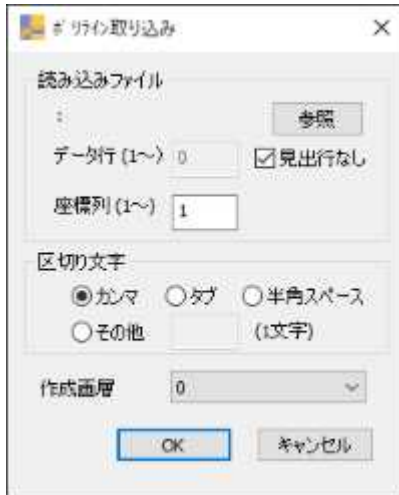 ポリライン取り込み
読み込みファイル
:
参照
データ行(1～) 0 見出行なし
座標列(1～) 1
区切り文字
カンマ タブ 半角スペース
その他 (1文字)
作成画層 0
OK キャンセル